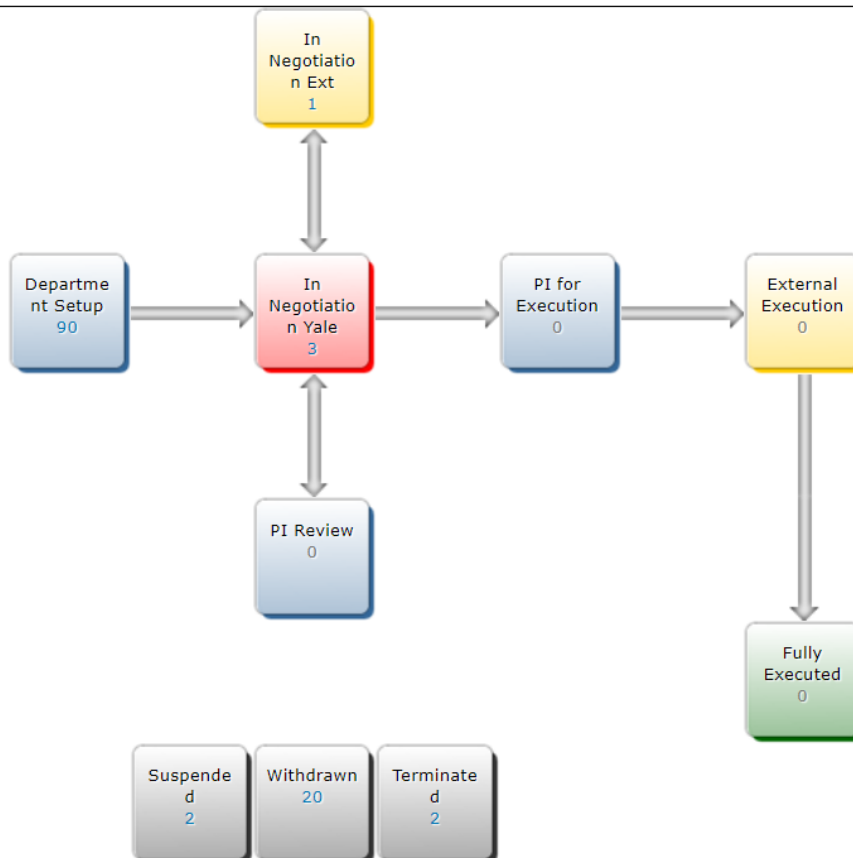 In
Negotiatio
n Ext
1
Departme
nt Setup
90
In
Negotiatio
n Yale
3
PI for
Execution
0
External
Execution
0
PI Review
0
Fully
Executed
0
Suspende
d
2
Withdrawn
20
Terminate
d
2